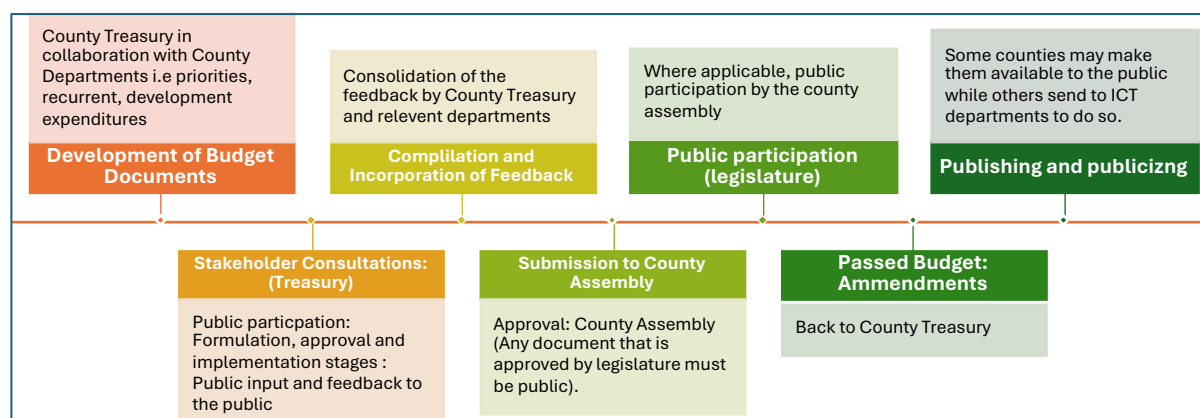 County Treasury in
collaboration with County
Departments i.e priorities,
recurrent, development
expenditures
Development of Budget
Documents
Stakeholder Consultations:
(Treasury)
Public particpation:
Formulation, approval and
implementation stages :
Public input and feedback to
the public
Consolidation of the
feedback by County Treasury
and relevent departments
Complilation and
Incorporation of Feedback
Submission to County
Assembly
Approval: County Assembly
(Any document that is
approved by legislature must
be public).
Where applicable, public
participation by the county
assembly
Public participation
(legislature)
Passed Budget:
Ammendments
Back to County Treasury
Some counties may make
them available to the public
while others send to ICT
departments to do so.
Publishing and publicizng